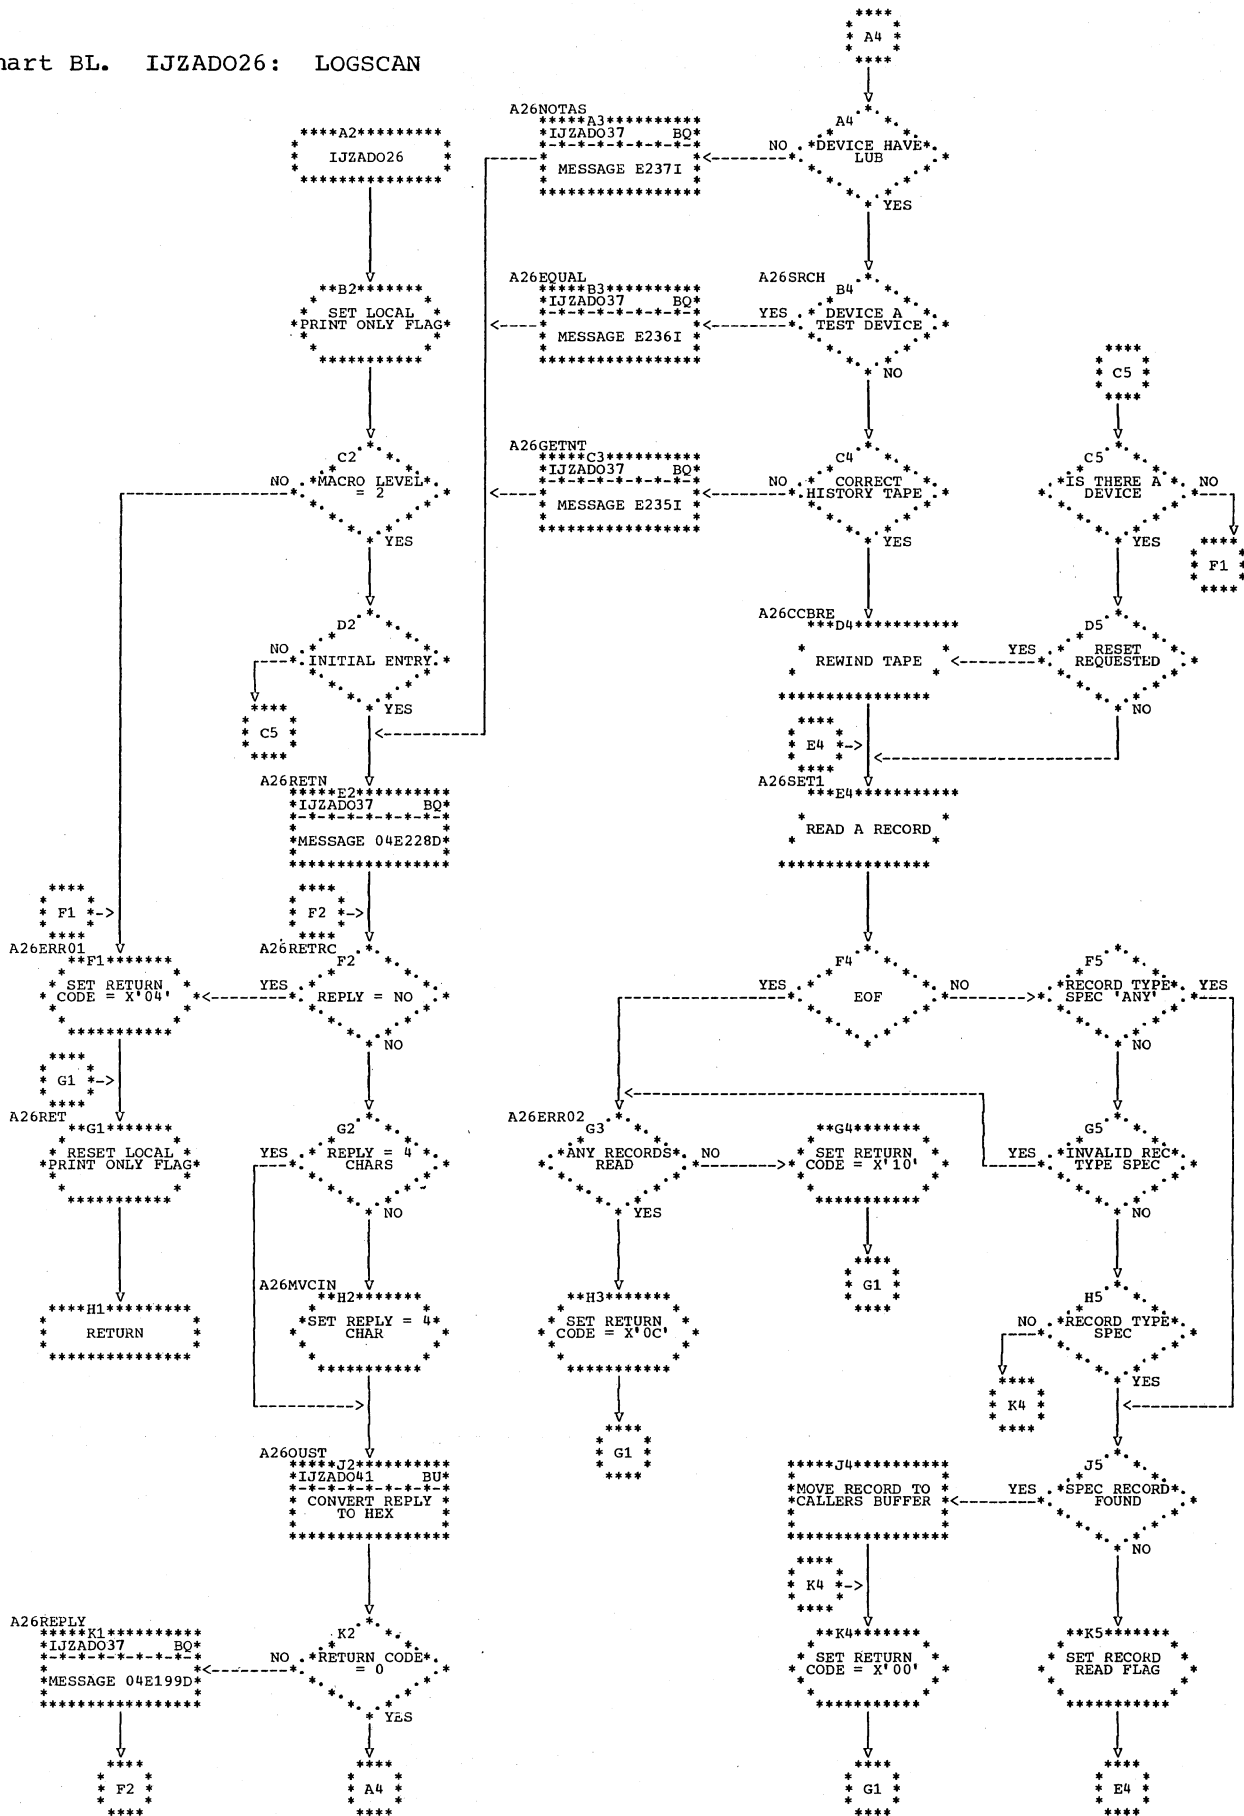 hart BL. IJZADO26: LOGSCAN
A4
****A2*********
IJZADO26
A26NOTAS
*****A3**********
*IJZADO37 BQ*
*-*-*-*-*-*-*-*-*
MESSAGE E237I
A4
*DEVICE HAVE*
LUB
NO
YES
**B2*******
SET LOCAL
*PRINT ONLY FLAG*
A26EQUAL
*****B3**********
*IJZADO37 BQ*
*-*-*-*-*-*-*-*-*
MESSAGE E236I
A26SRCH
B4
DEVICE A
TEST DEVICE
YES
NO
C5
C2
*MACRO LEVEL*
= 2
NO
YES
A26GETNT
*****C3**********
*IJZADO37 BQ*
*-*-*-*-*-*-*-*-*
MESSAGE E235I
C4
CORRECT
HISTORY TAPE
NO
YES
C5
*IS THERE A
DEVICE
NO
YES
F1
D2
INITIAL ENTRY
NO
YES
C5
A26CCBRE
***D4***********
REWIND TAPE
D5
RESET
REQUESTED
YES
NO
E4 *->
A26RETN
*****E2**********
*IJZADO37 BQ*
*-*-*-*-*-*-*-*-*
*MESSAGE 04E228D*
A26SET1
***E4***********
READ A RECORD
F1 *->
F2 *->
A26ERR01
**F1*******
SET RETURN
CODE = X'04'
A26RETRC
F2
REPLY = NO
YES
NO
F4
EOF
YES
NO
F5
*RECORD TYPE*
SPEC 'ANY'
YES
NO
G1 *->
A26RET
**G1*******
RESET LOCAL
*PRINT ONLY FLAG*
G2
REPLY = 4
CHARS
YES
NO
A26ERR02
G3
*ANY RECORDS
READ
NO
YES
**G4*******
SET RETURN
CODE = X'10'
G1
G5
*INVALID REC
TYPE SPEC
YES
NO
****H1*********
RETURN
A26MVCIN
**H2*******
*SET REPLY = 4*
CHAR
**H3*******
SET RETURN
CODE = X'0C'
G1
H5
*RECORD TYPE*
SPEC
NO
YES
K4
A26OUST
*****J2**********
*IJZADO41 BU*
*-*-*-*-*-*-*-*-*
CONVERT REPLY
TO HEX
*****J4**********
*MOVE RECORD TO *
*CALLERS BUFFER
J5
*SPEC RECORD*
FOUND
YES
NO
K4 *->
A26REPLY
*****K1**********
*IJZADO37 BQ*
*-*-*-*-*-*-*-*-*
*MESSAGE 04E199D*
K2
*RETURN CODE*
= 0
NO
YES
**K4*******
SET RETURN
CODE = X'00'
**K5*******
SET RECORD
READ FLAG
F2
A4
G1
E4